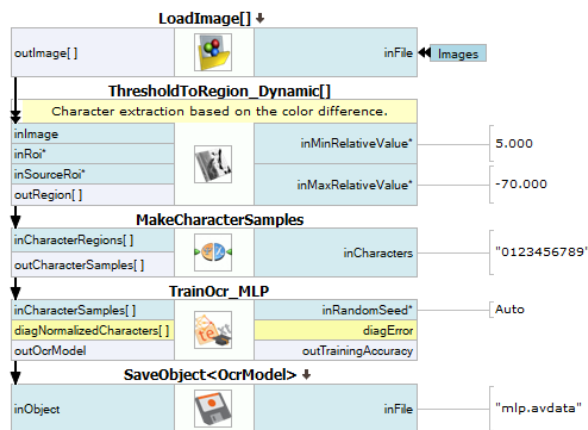 LoadImage[]
outImage[ ]
inFile
Images
ThresholdToRegion_Dynamic[]
Character extraction based on the color difference.
inImage
inRoi*
inSourceRoi*
outRegion[ ]
inMinRelativeValue*
5.000
inMaxRelativeValue*
-70.000
MakeCharacterSamples
inCharacterRegions[ ]
outCharacterSamples[ ]
inCharacters
"0123456789"
TrainOcr_MLP
inCharacterSamples[ ]
inRandomSeed*
Auto
diagNormalizedCharacters[ ]
diagError
outOcrModel
outTrainingAccuracy
SaveObject<OcrModel>
inObject
inFile
"mlp.avdata"